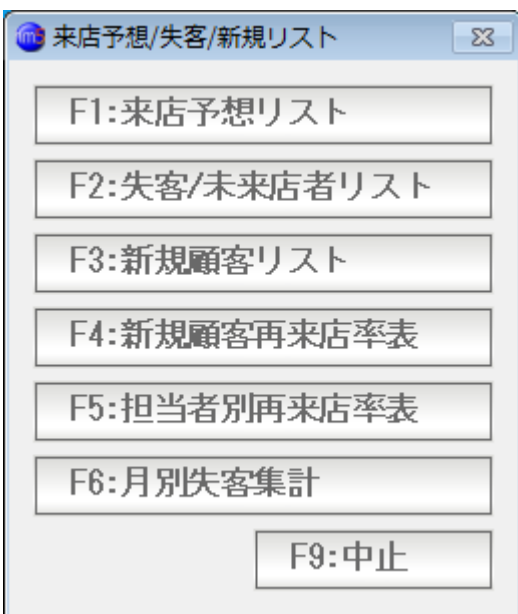 来店予想/失客/新規リスト
F1:来店予想リスト
F2:失客/未来店者リスト
F3:新規顧客リスト
F4:新規顧客再来店率表
F5:担当者別再来店率表
F6:月別失客集計
F9:中止